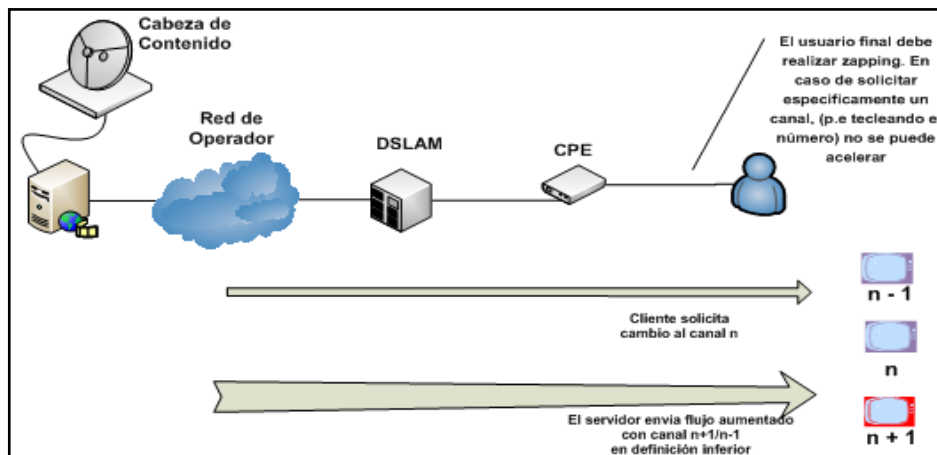 Cabeza de
Contenido
El usuario final debe
realizar zapping. En
caso de solicitar
especificamente un
canal, (p.e tecleando e
número) no se puede
acelerar
Red de
Operador
DSLAM
CPE
Cliente solicita
cambio al canal n
n - 1
n
El servidor envia flujo aumentado
con canal n+1/n-1
en definición inferior
n + 1